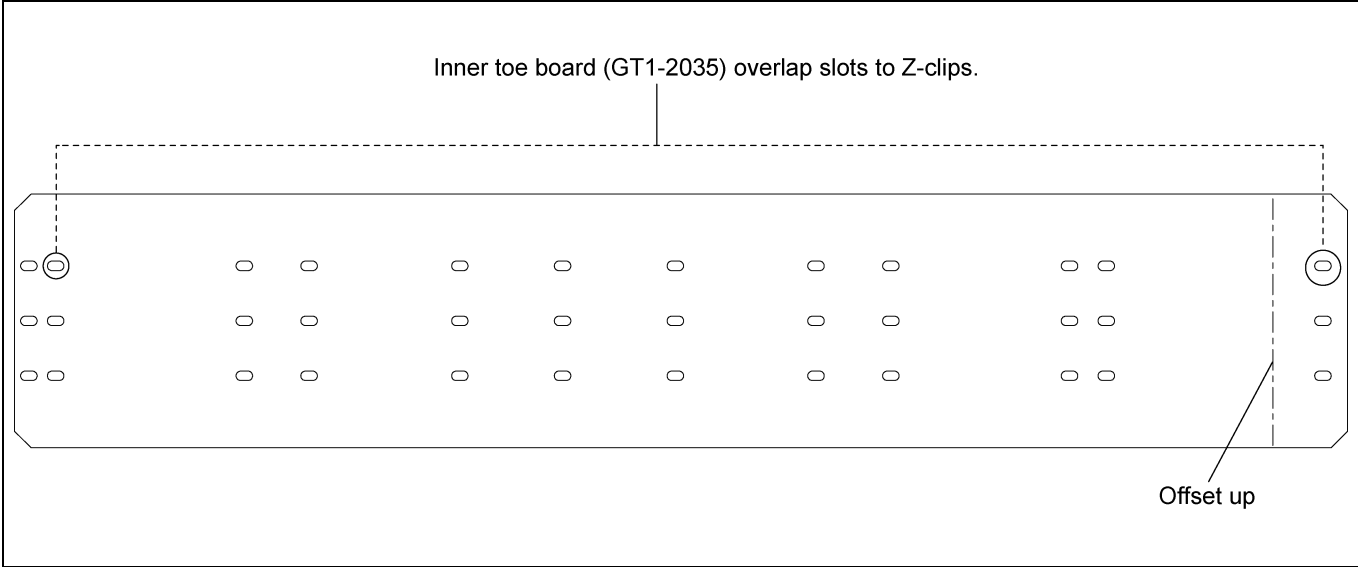 Inner toe board (GT1-2035) overlap slots to Z-clips.
Offset up